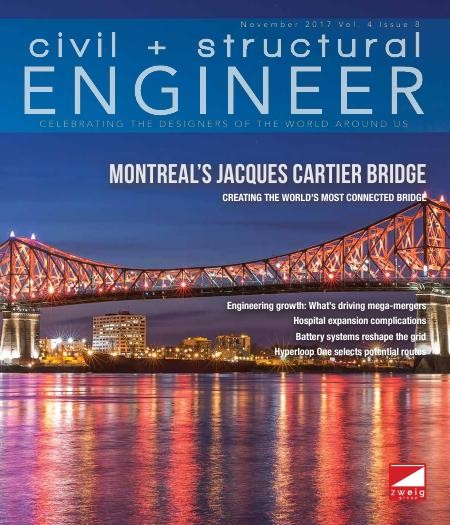 November 2017 Vol. 4 Issue 8
civil + structural
ENGINEER
CELEBRATING THE DESIGNERS OF THE WORLD AROUND US
MONTREAL'S JACQUES CARTIER BRIDGE
CREATING THE WORLD'S MOST CONNECTED BRIDGE
Engineering growth: What's driving mega-mergers
Hospital expansion complications
Battery systems reshape the grid
Hyperloop One selects potential routes
zweig
group